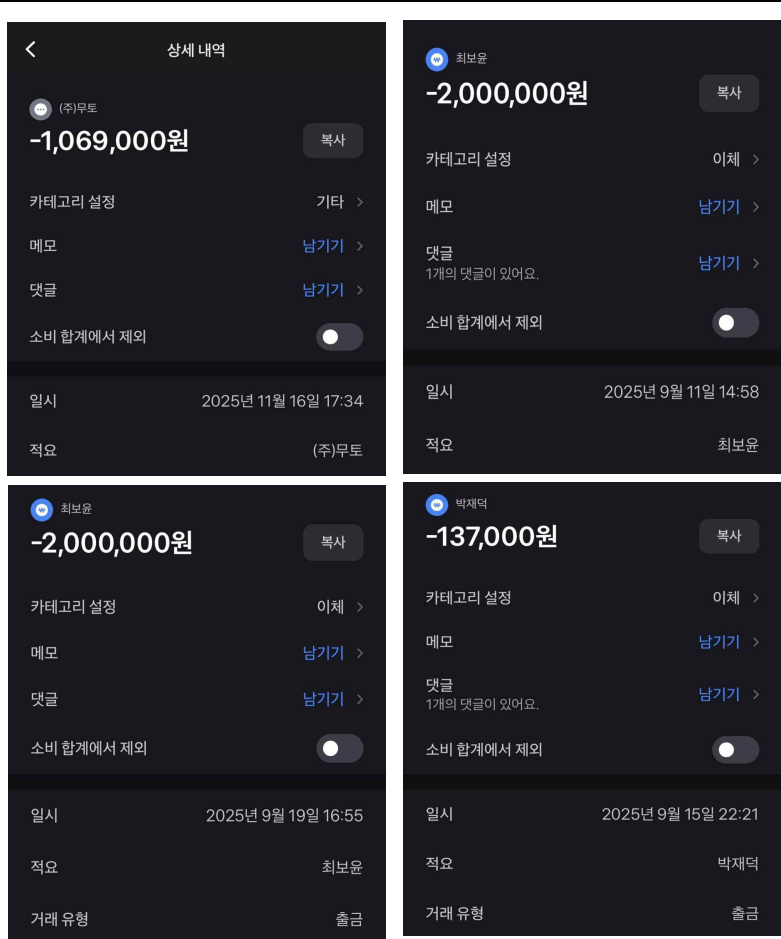 상세 내역
(주)무토
-1,069,000원
복사
카테고리 설정 기타
메모 남기기
댓글 남기기
소비 합계에서 제외
일시 2025년 11월 16일 17:34
적요 (주)무토
최보윤
-2,000,000원
복사
카테고리 설정 이체
메모 남기기
댓글
1개의 댓글이 있어요.
남기기
소비 합계에서 제외
일시 2025년 9월 11일 14:58
적요 최보윤
최보윤
-2,000,000원
복사
카테고리 설정 이체
메모 남기기
댓글 남기기
소비 합계에서 제외
일시 2025년 9월 19일 16:55
적요 최보윤
거래 유형 출금
박재덕
-137,000원
복사
카테고리 설정 이체
메모 남기기
댓글
1개의 댓글이 있어요.
남기기
소비 합계에서 제외
일시 2025년 9월 15일 22:21
적요 박재덕
거래 유형 출금